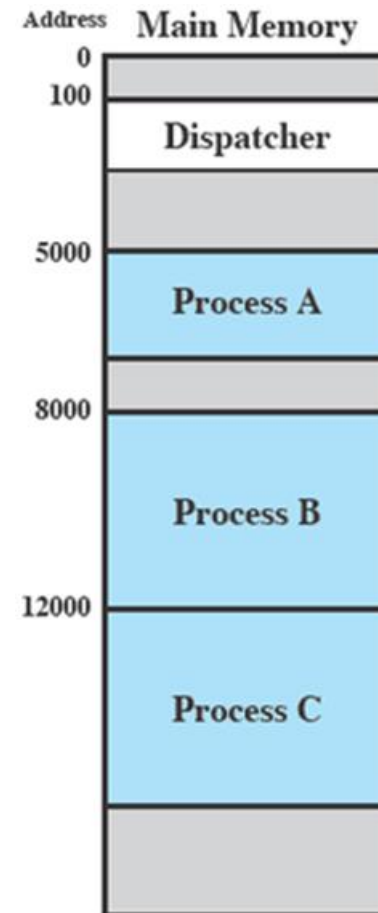 Address Main Memory
0
100
Dispatcher
5000
Process A
8000
Process B
12000
Process C